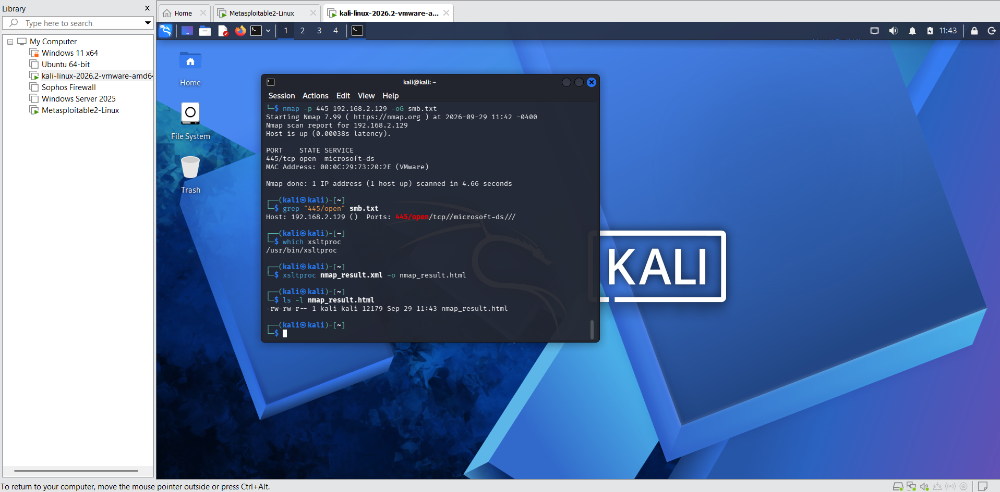 Library
Type here to search
My Computer
Windows 11 x64
Ubuntu 64-bit
kali-linux-2026.2-vmware-amd6
Sophos Firewall
Windows Server 2025
Metasploitable2-Linux
Home
Metasploitable2-Linux
kali-linux-2026.2-vmware-a...
1 2 3 4
11:43
Home
File System
Trash
kali@kali: ~
Session Actions Edit View Help
└─$ nmap -p 445 192.168.2.129 -oG smb.txt
Starting Nmap 7.99 ( https://nmap.org ) at 2026-09-29 11:42 -0400
Nmap scan report for 192.168.2.129
Host is up (0.00038s latency).
PORT    STATE SERVICE
445/tcp open  microsoft-ds
MAC Address: 00:0C:29:73:20:2E (VMware)
Nmap done: 1 IP address (1 host up) scanned in 4.66 seconds
┌──(kali㉿kali)-[~]
└─$ grep "445/open" smb.txt
Host: 192.168.2.129 ()  Ports: 445/open/tcp//microsoft-ds///
┌──(kali㉿kali)-[~]
└─$ which xsltproc
/usr/bin/xsltproc
┌──(kali㉿kali)-[~]
└─$ xsltproc nmap_result.xml -o nmap_result.html
┌──(kali㉿kali)-[~]
└─$ ls -l nmap_result.html
-rw-rw-r-- 1 kali kali 12179 Sep 29 11:43 nmap_result.html
┌──(kali㉿kali)-[~]
└─$
KALI
To return to your computer, move the mouse pointer outside or press Ctrl+Alt.